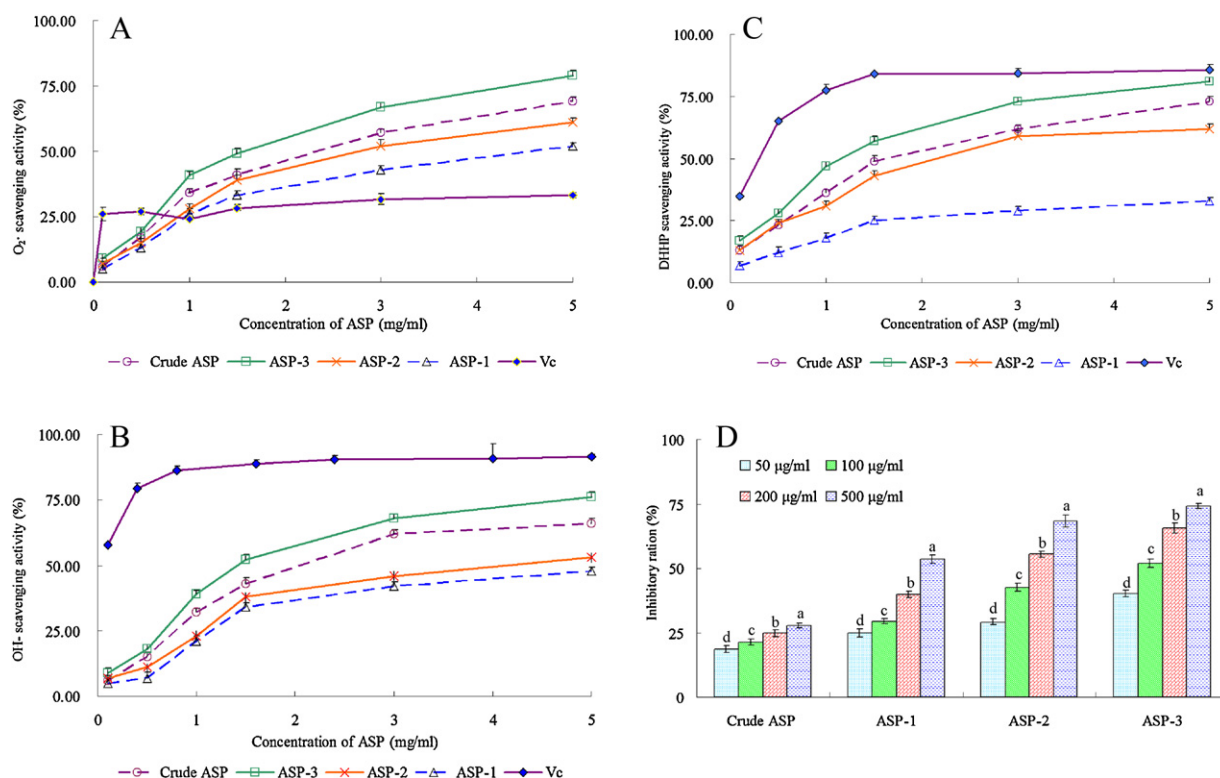 A
100.00
75.00
50.00
25.00
0.00
O₂⁻ scavenging activity (%)
0 1 2 3 4 5
Concentration of ASP (mg/ml)
Crude ASP ASP-3 ASP-2 ASP-1 Vc
C
100.00
75.00
50.00
25.00
0.00
DHHP scavenging activity (%)
0 1 2 3 4 5
Concentration of ASP (mg/ml)
Crude ASP ASP-3 ASP-2 ASP-1 Vc
B
100.00
75.00
50.00
25.00
0.00
OH· scavenging activity (%)
0 1 2 3 4 5
Concentration of ASP (mg/ml)
Crude ASP ASP-3 ASP-2 ASP-1 Vc
D
100
75
50
25
0
Inhibitory ration (%)
50 μg/ml 100 μg/ml
200 μg/ml 500 μg/ml
d c b a
d c b a
d c b a
d c b a
Crude ASP ASP-1 ASP-2 ASP-3